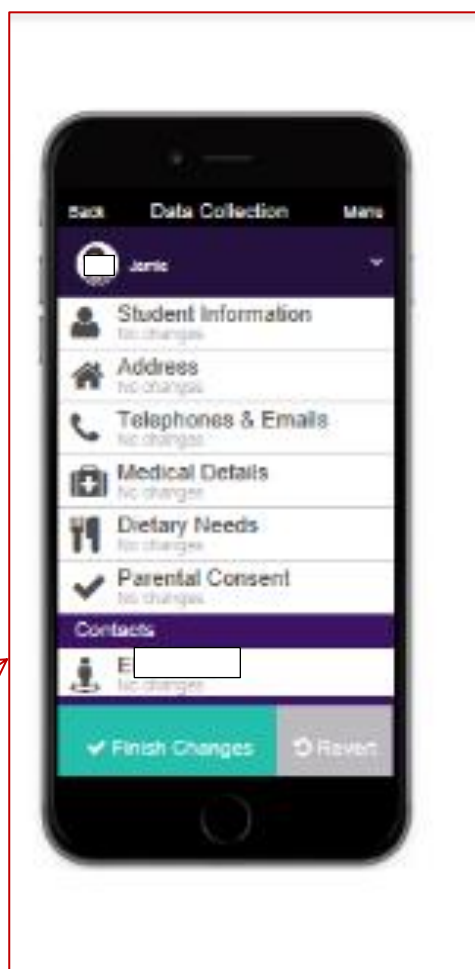 Back Data Collection Menu
Jamie
Student Information
No changes
Address
No changes
Telephones & Emails
No changes
Medical Details
No changes
Dietary Needs
No changes
Parental Consent
No changes
Contacts
E
No changes
Finish Changes Revert